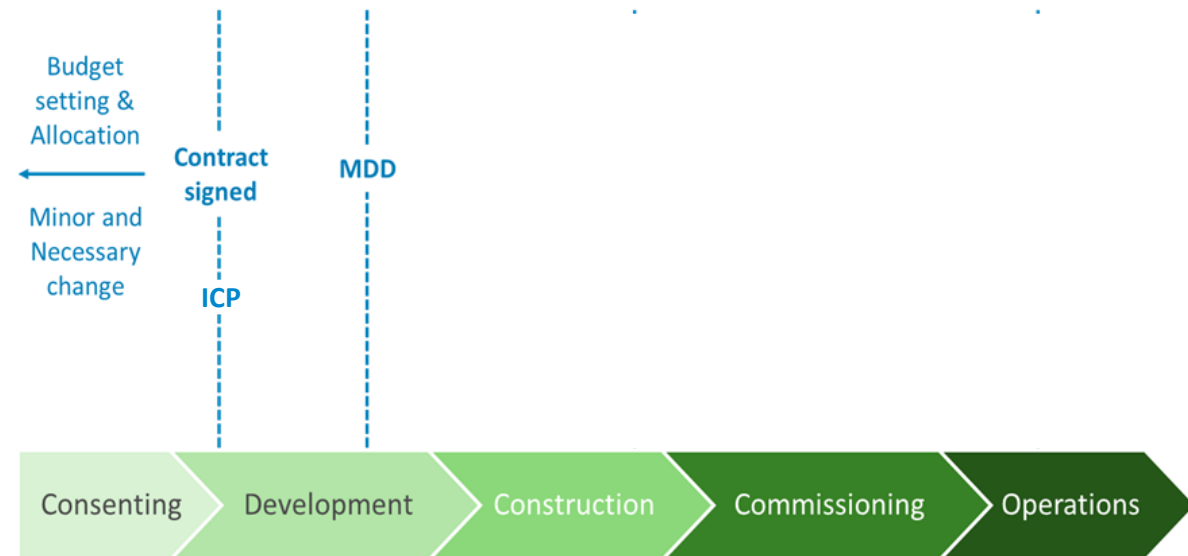 Budget
setting &
Allocation
Contract
signed
MDD
Minor and
Necessary
change
ICP
Consenting
Development
Construction
Commissioning
Operations